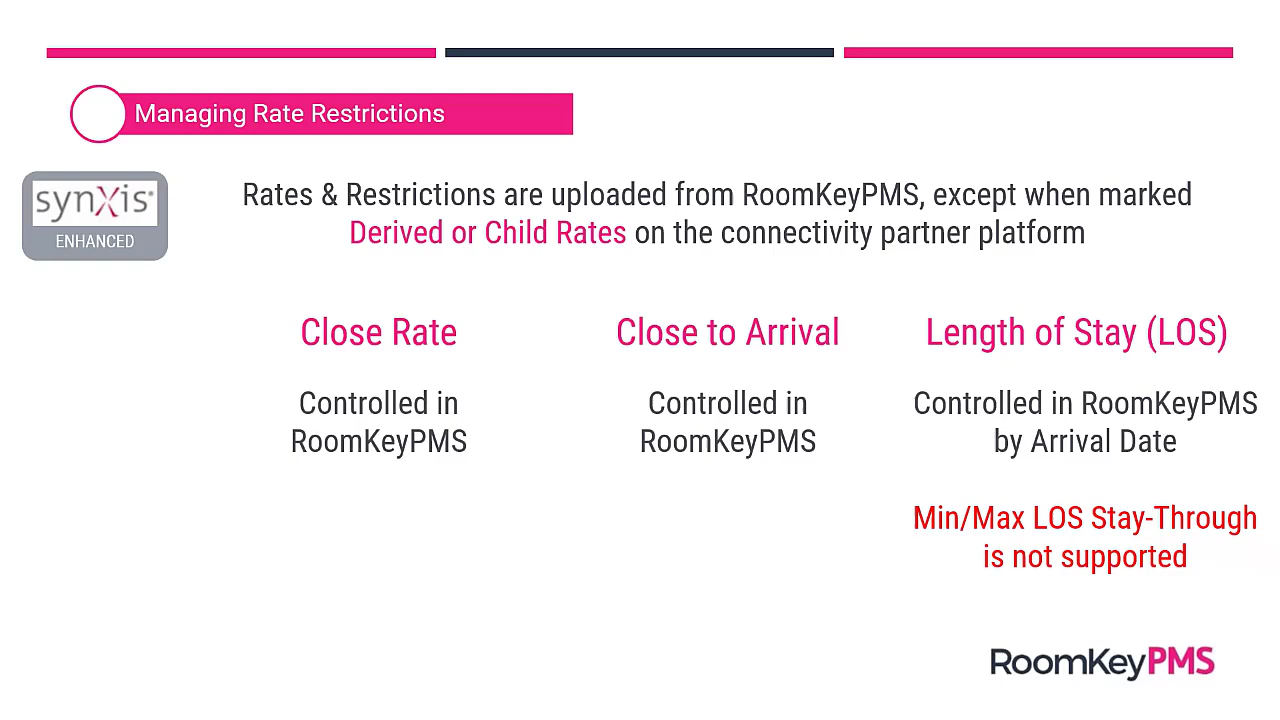 Managing Rate Restrictions
synXis®
ENHANCED
Rates & Restrictions are uploaded from RoomKeyPMS, except when marked
Derived or Child Rates on the connectivity partner platform
Close Rate
Controlled in
RoomKeyPMS
Close to Arrival
Controlled in
RoomKeyPMS
Length of Stay (LOS)
Controlled in RoomKeyPMS
by Arrival Date
Min/Max LOS Stay-Through
is not supported
RoomKeyPMS